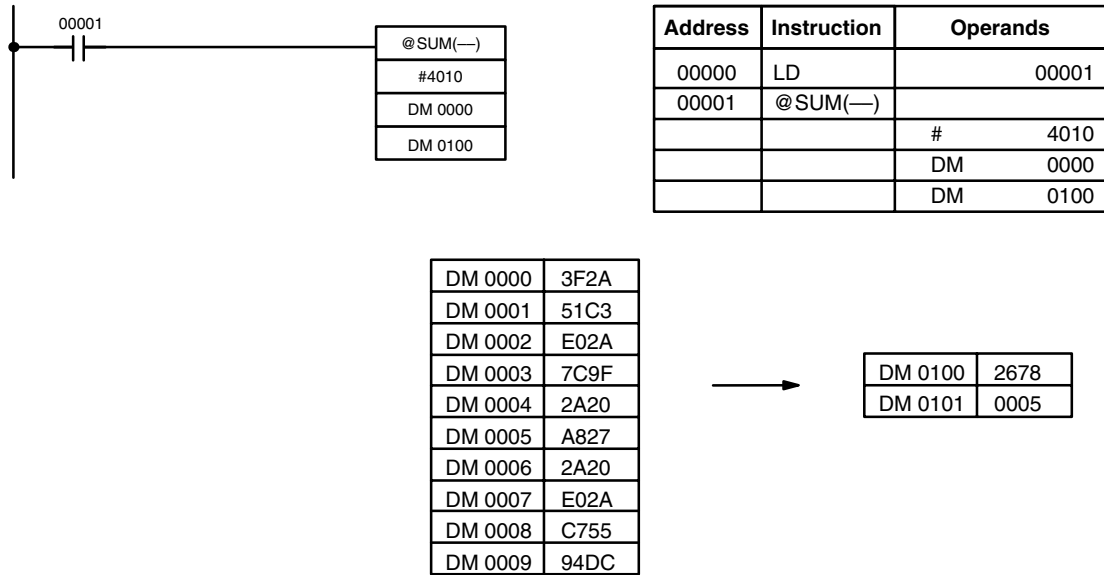 00001
@SUM(––)
#4010
DM 0000
DM 0100
Address Instruction Operands
00000 LD 00001
00001 @SUM(––)
# 4010
DM 0000
DM 0100
DM 0000 3F2A
DM 0001 51C3
DM 0002 E02A
DM 0003 7C9F
DM 0004 2A20
DM 0005 A827
DM 0006 2A20
DM 0007 E02A
DM 0008 C755
DM 0009 94DC
DM 0100 2678
DM 0101 0005